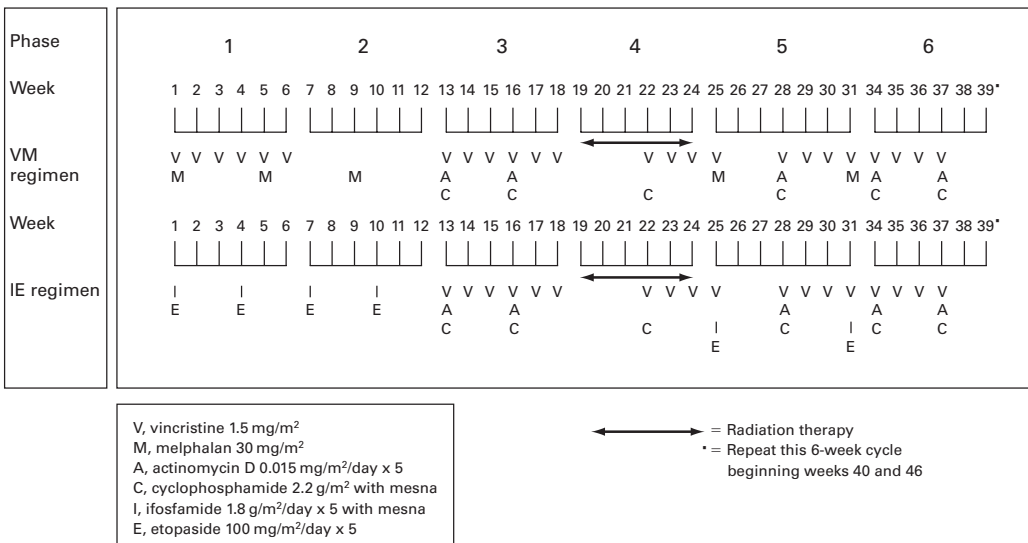 Phase 1 2 3 4 5 6
Week 1 2 3 4 5 6 7 8 9 10 11 12 13 14 15 16 17 18 19 20 21 22 23 24 25 26 27 28 29 30 31 34 35 36 37 38 39▪
VM V V V V V V V V V V V V V V V V V V V V V V V V
regimen M M M A A M A M A A
C C C C C C
Week 1 2 3 4 5 6 7 8 9 10 11 12 13 14 15 16 17 18 19 20 21 22 23 24 25 26 27 28 29 30 31 34 35 36 37 38 39▪
IE regimen I I I I V V V V V V V V V V V V V V V V V V
E E E E A A A A A
C C C I C I C C
E E
V, vincristine 1.5 mg/m²
M, melphalan 30 mg/m²
A, actinomycin D 0.015 mg/m²/day x 5
C, cyclophosphamide 2.2 g/m² with mesna
I, ifosfamide 1.8 g/m²/day x 5 with mesna
E, etopaside 100 mg/m²/day x 5
= Radiation therapy
▪ = Repeat this 6-week cycle
beginning weeks 40 and 46